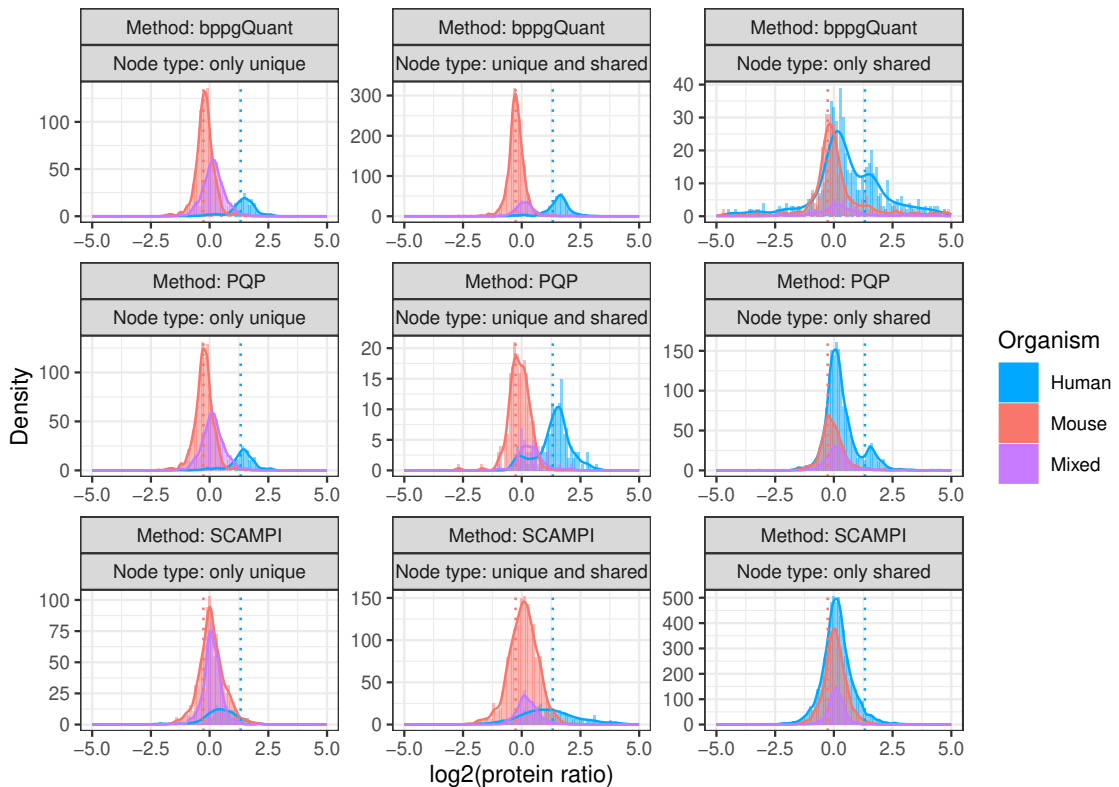 Method: bppgQuant
Node type: only unique
Method: bppgQuant
Node type: unique and shared
Method: bppgQuant
Node type: only shared
100
50
0
−5.0 −2.5 0.0 2.5 5.0
300
200
100
0
−5.0 −2.5 0.0 2.5 5.0
40
30
20
10
0
−5.0 −2.5 0.0 2.5 5.0
Method: PQP
Node type: only unique
Method: PQP
Node type: unique and shared
Method: PQP
Node type: only shared
100
50
0
−5.0 −2.5 0.0 2.5 5.0
20
15
10
5
0
−5.0 −2.5 0.0 2.5 5.0
150
100
50
0
−5.0 −2.5 0.0 2.5 5.0
Method: SCAMPI
Node type: only unique
Method: SCAMPI
Node type: unique and shared
Method: SCAMPI
Node type: only shared
100
75
50
25
0
−5.0 −2.5 0.0 2.5 5.0
150
100
50
0
−5.0 −2.5 0.0 2.5 5.0
500
400
300
200
100
0
−5.0 −2.5 0.0 2.5 5.0
Density
log2(protein ratio)
Organism
Human
Mouse
Mixed